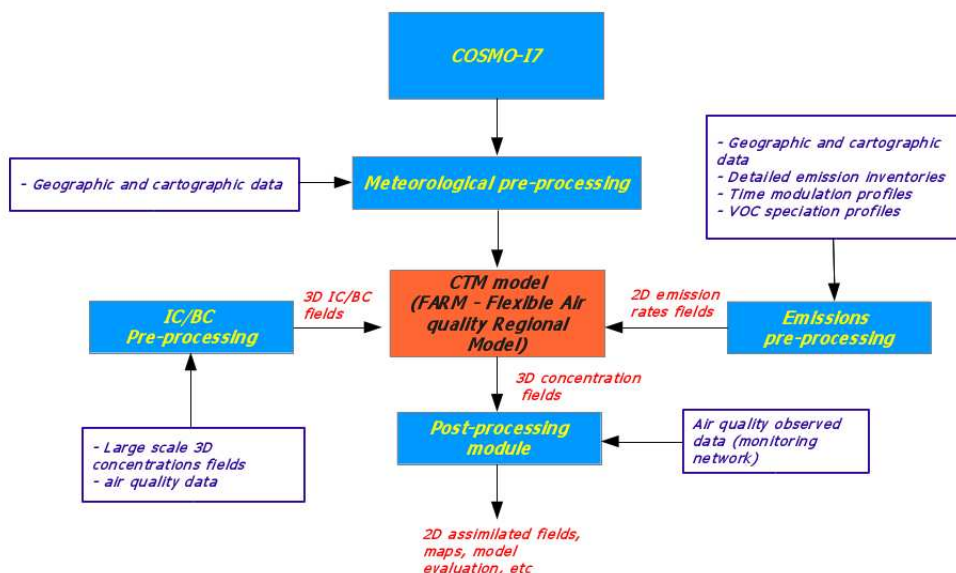 COSMO-I7
- Geographic and cartographic data
Meteorological pre-processing
- Geographic and cartographic
data
- Detailed emission inventories
- Time modulation profiles
- VOC speciation profiles
IC/BC
Pre-processing
3D IC/BC
fields
CTM model
(FARM - Flexible Air
quality Regional
Model)
2D emission
rates fields
Emissions
pre-processing
3D concentration
fields
- Large scale 3D
concentrations fields
- air quality data
Post-processing
module
Air quality observed
data (monitoring
network)
2D assimilated fields,
maps, model
evaluation, etc